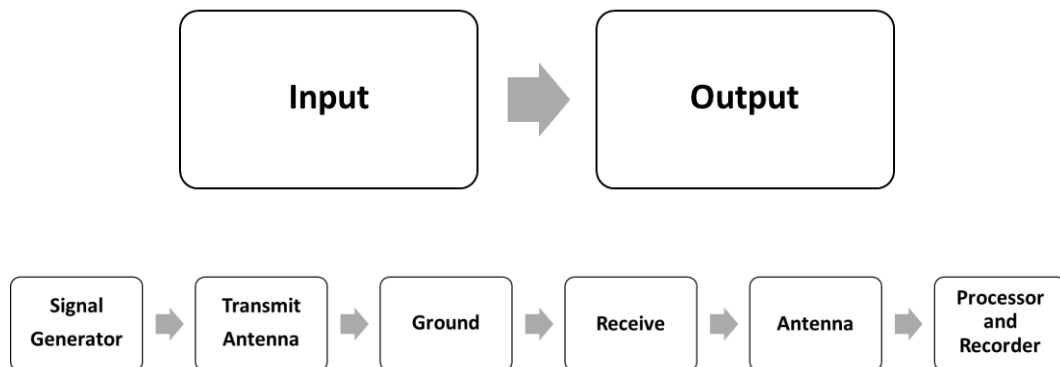 Input
Output
Signal
Generator
Transmit
Antenna
Ground
Receive
Antenna
Processor
and
Recorder